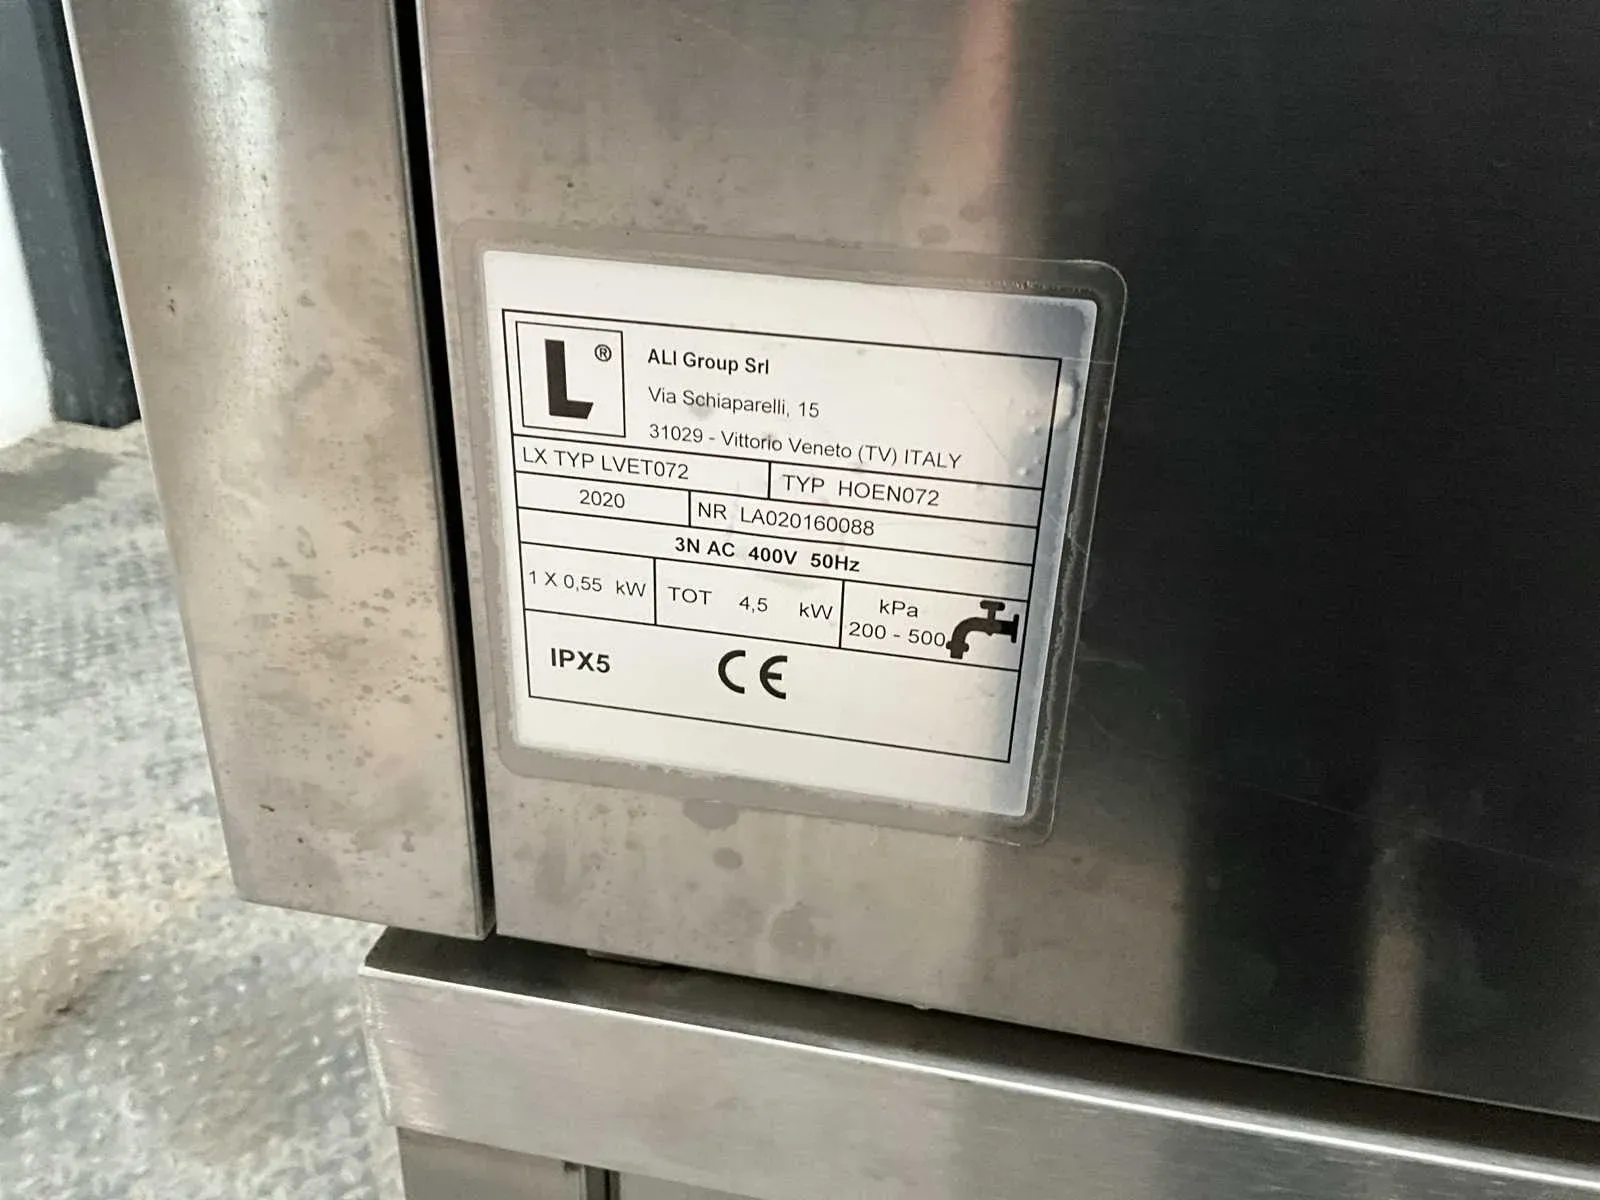 L ®
ALI Group Srl
Via Schiaparelli, 15
31029 - Vittorio Veneto (TV) ITALY
LX TYP LVET072
TYP HOEN072
2020
NR LA020160088
3N AC 400V 50Hz
1 X 0,55 kW
TOT 4,5 kW
kPa
200 - 500
IPX5
CE